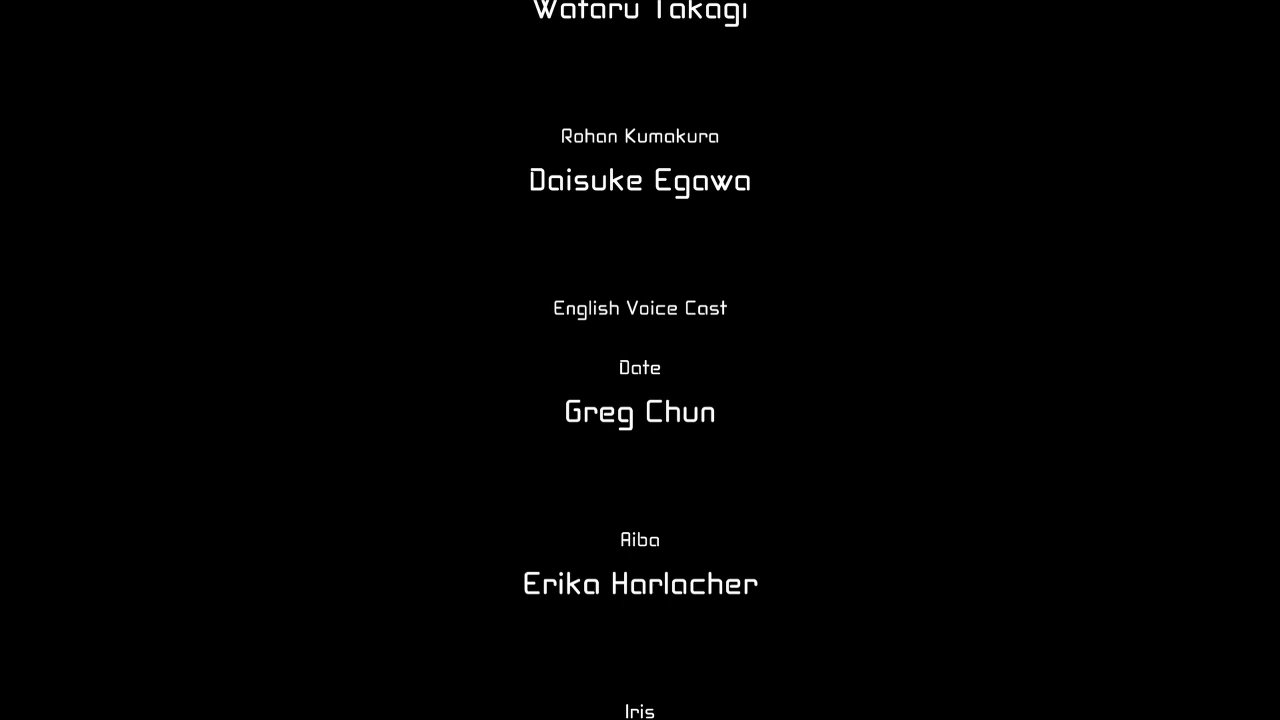 Wataru Takagi
Rohan Kumakura
Daisuke Egawa
English Voice Cast
Date
Greg Chun
Aiba
Erika Harlacher
Iris